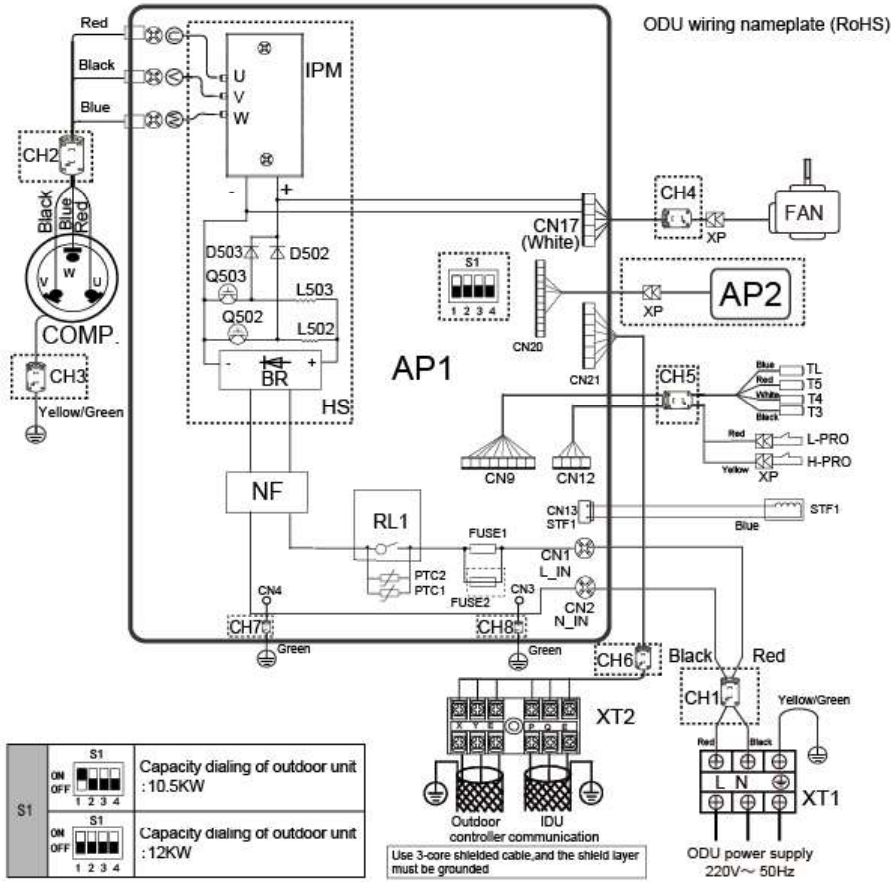 ODU wiring nameplate (RoHS)
Red
Black
Blue
U
V
W
IPM
U
V
W
CH2
Black
Blue
Red
W
V
U
COMP.
CH3
Yellow/Green
- +
D503
D502
Q503
L503
Q502
L502
- +
BR
HS
AP1
NF
RL1
PTC2
PTC1
FUSE1
FUSE2
CN4
CH7
Green
CN3
CH8
Green
S1
1 2 3 4
CN17
(White)
CH4
XP
FAN
CN20
XP
AP2
CN21
CH5
Blue
TL
Red
T5
White
T4
Black
T3
Red
L-PRO
Yellow
XP
H-PRO
CN9
CN12
CN13
STF1
Blue
STF1
CN1
L_IN
CN2
N_IN
CH6
Black
Red
CH1
Yellow/Green
Red
Black
L N
XT1
ODU power supply
220V～ 50Hz
X Y E P Q E
XT2
Outdoor
IDU
controller communication
Use 3-core shielded cable,and the shield layer
must be grounded
S1
S1
ON
OFF
1 2 3 4
Capacity dialing of outdoor unit
:10.5KW
S1
ON
OFF
1 2 3 4
Capacity dialing of outdoor unit
:12KW